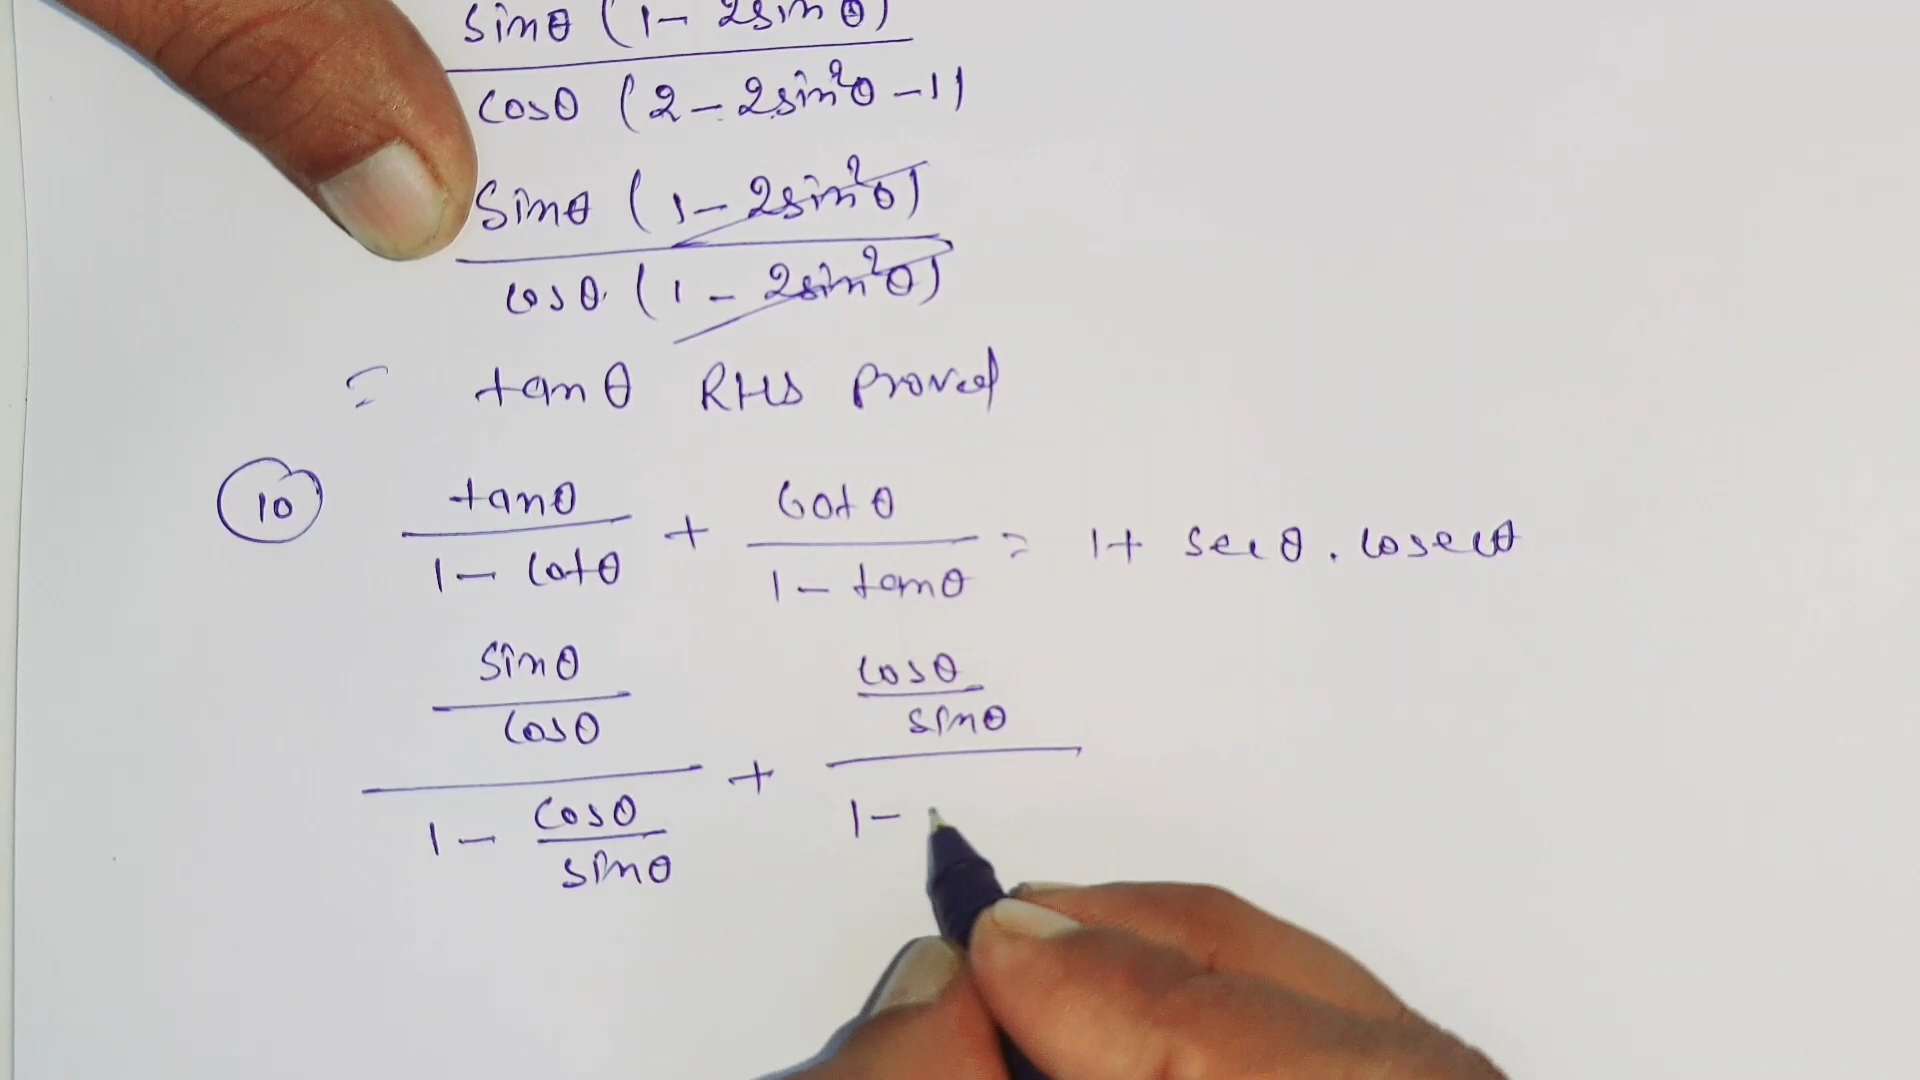 sinθ (1 - 2sin²θ)
cosθ (2 - 2sin²θ - 1)
sinθ (1 - 2sin²θ)
cosθ (1 - 2sin²θ)
= tanθ RHS Proved
10 tanθ / 1 - cotθ + cotθ / 1 - tanθ = 1 + secθ . cosecθ
sinθ / cosθ cosθ / sinθ
1 - cosθ / sinθ + 1 -